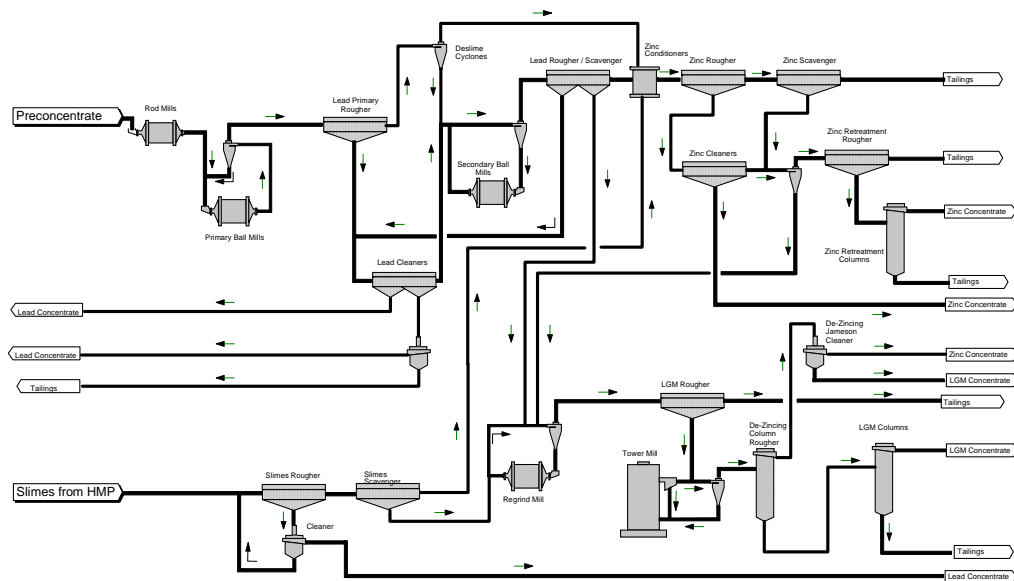 Deslime
Cyclones
Lead Rougher / Scavenger
Zinc
Conditioners
Zinc Rougher
Zinc Scavenger
Tailings
Preconcentrate
Rod Mills
Lead Primary
Rougher
Zinc Retreatment
Rougher
Tailings
Secondary Ball
Mills
Zinc Cleaners
Zinc Concentrate
Primary Ball Mills
Zinc Retreatment
Columns
Lead Cleaners
Tailings
Lead Concentrate
Zinc Concentrate
De-Zincing
Jameson
Cleaner
Lead Concentrate
Zinc Concentrate
Tailings
LGM Concentrate
LGM Rougher
Tailings
De-Zincing
Column
Rougher
LGM Columns
LGM Concentrate
Tower Mill
Slimes from HMP
Slimes Rougher
Slimes
Scavenger
Regrind Mill
Cleaner
Tailings
Lead Concentrate